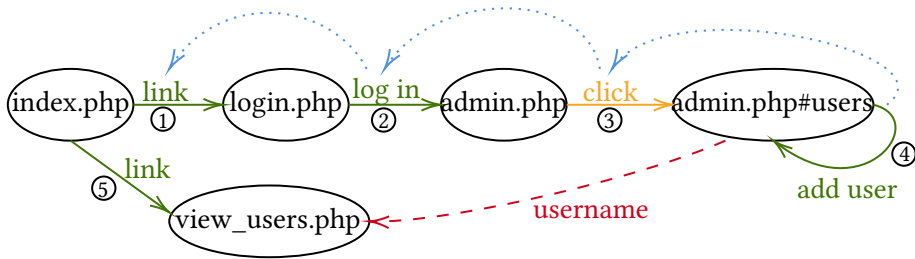 link
log in
click
index.php
login.php
admin.php
admin.php#users
1
2
3
4
link
5
add user
username
view_users.php